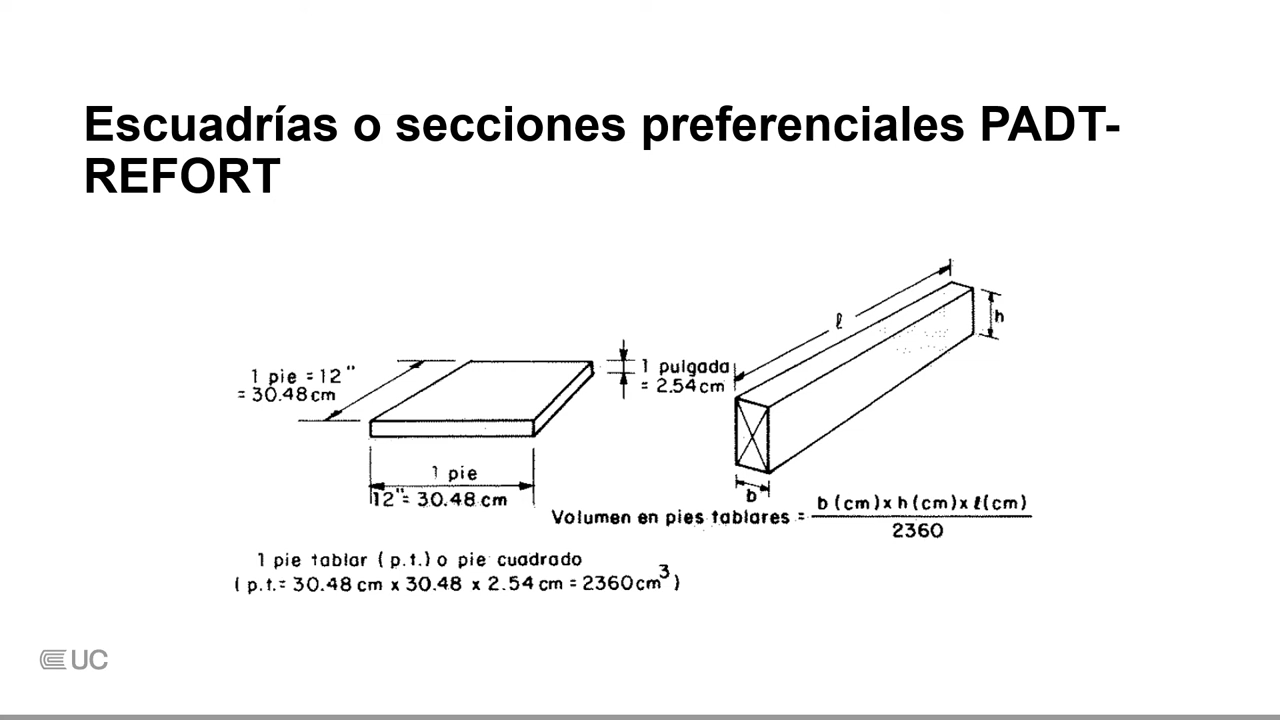 Escuadrías o secciones preferenciales PADT-
REFORT
1 pie = 12"
= 30.48 cm
1 pulgada
= 2.54 cm
1 pie
12" = 30.48 cm
ℓ
h
b
Volumen en pies tablares = b (cm) x h (cm) x ℓ (cm)
2360
1 pie tablar ( p.t.) o pie cuadrado
( p.t.= 30.48 cm x 30.48 x 2.54 cm = 2360cm³ )
UC